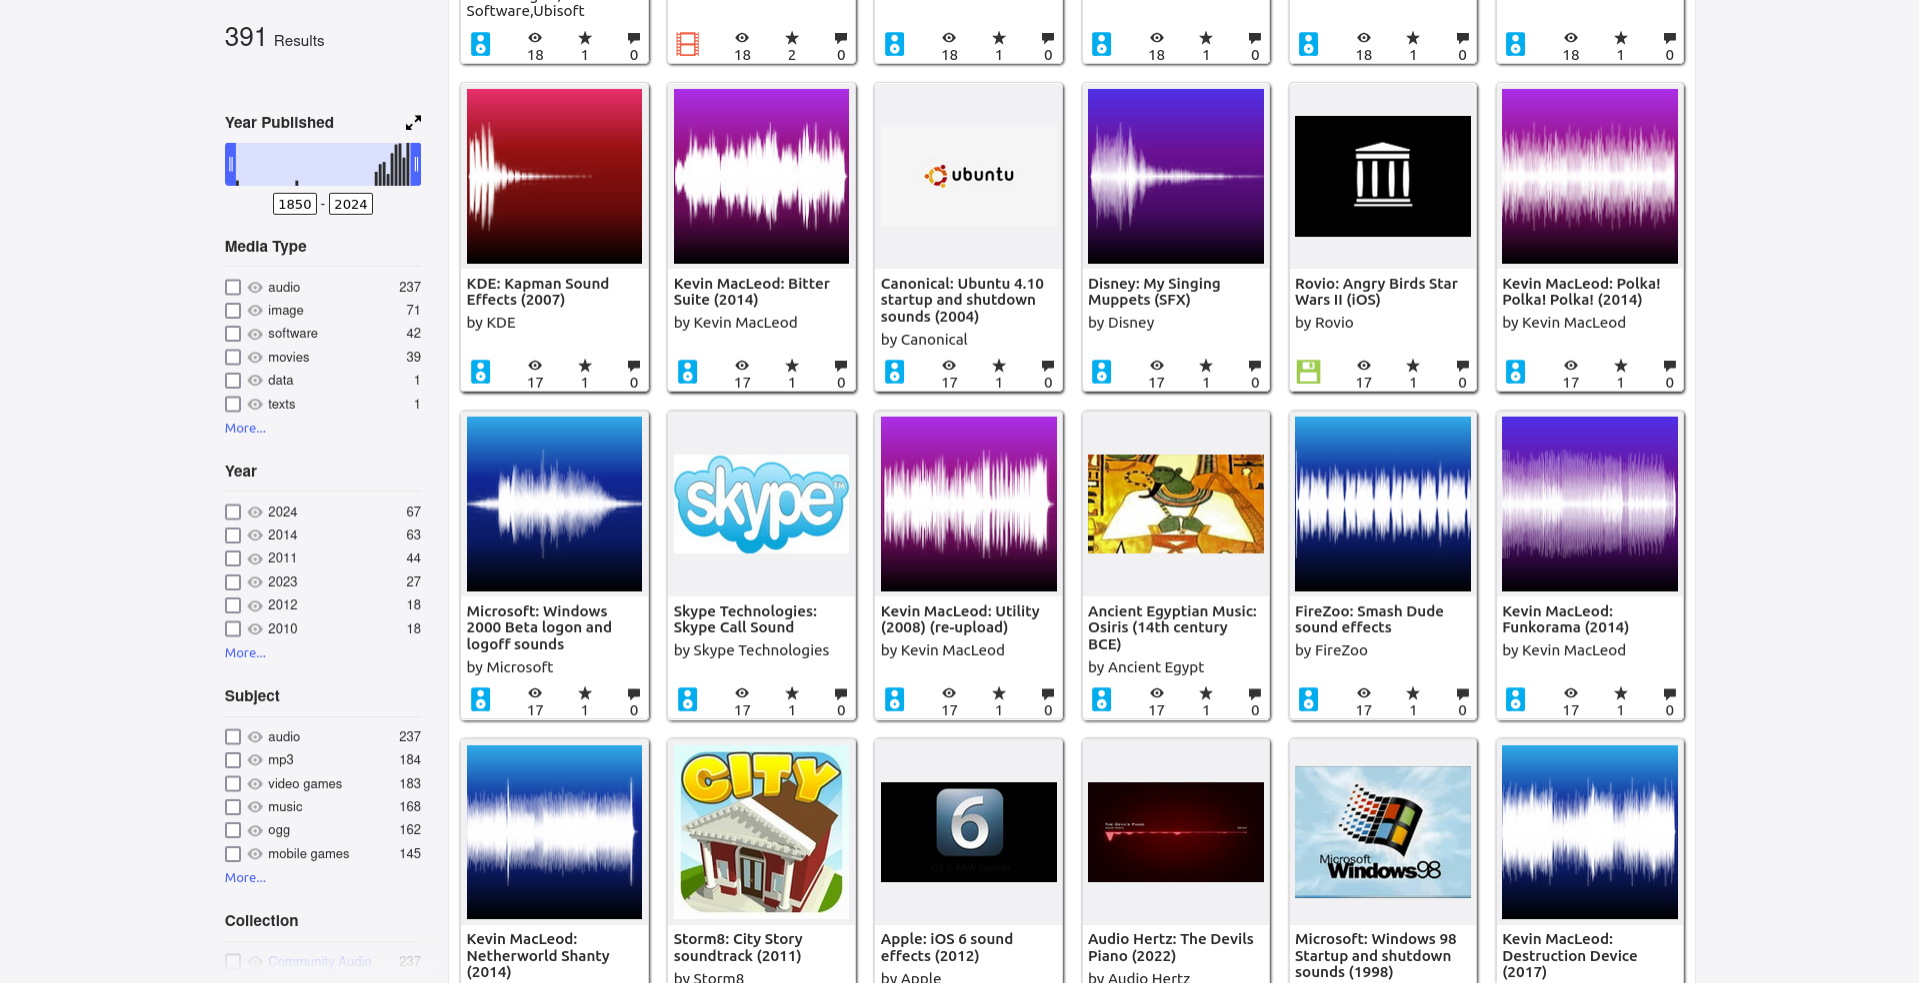 391 Results
Year Published
1850 - 2024
Media Type
audio 237
image 71
software 42
movies 39
data 1
texts 1
More...
Year
2024 67
2014 63
2011 44
2023 27
2012 18
2010 18
More...
Subject
audio 237
mp3 184
video games 183
music 168
ogg 162
mobile games 145
More...
Collection
Community Audio 237
Software,Ubisoft
18 1 0
18 2 0
18 1 0
18 1 0
18 1 0
18 1 0
KDE: Kapman Sound
Effects (2007)
by KDE
17 1 0
Kevin MacLeod: Bitter
Suite (2014)
by Kevin MacLeod
17 1 0
ubuntu
Canonical: Ubuntu 4.10
startup and shutdown
sounds (2004)
by Canonical
17 1 0
Disney: My Singing
Muppets (SFX)
by Disney
17 1 0
Rovio: Angry Birds Star
Wars II (iOS)
by Rovio
17 1 0
Kevin MacLeod: Polka!
Polka! Polka! (2014)
by Kevin MacLeod
17 1 0
Microsoft: Windows
2000 Beta logon and
logoff sounds
by Microsoft
17 1 0
skype TM
Skype Technologies:
Skype Call Sound
by Skype Technologies
17 1 0
Kevin MacLeod: Utility
(2008) (re-upload)
by Kevin MacLeod
17 1 0
Ancient Egyptian Music:
Osiris (14th century
BCE)
by Ancient Egypt
17 1 0
FireZoo: Smash Dude
sound effects
by FireZoo
17 1 0
Kevin MacLeod:
Funkorama (2014)
by Kevin MacLeod
17 1 0
Kevin MacLeod:
Netherworld Shanty
(2014)
CITY
Storm8: City Story
soundtrack (2011)
by Storm8
6
iOS 6 RAW Sounds
Apple: iOS 6 sound
effects (2012)
by Apple
The Devil's Piano
Audio Hertz: The Devils
Piano (2022)
by Audio Hertz
Microsoft
Windows98
Microsoft: Windows 98
Startup and shutdown
sounds (1998)
Kevin MacLeod:
Destruction Device
(2017)